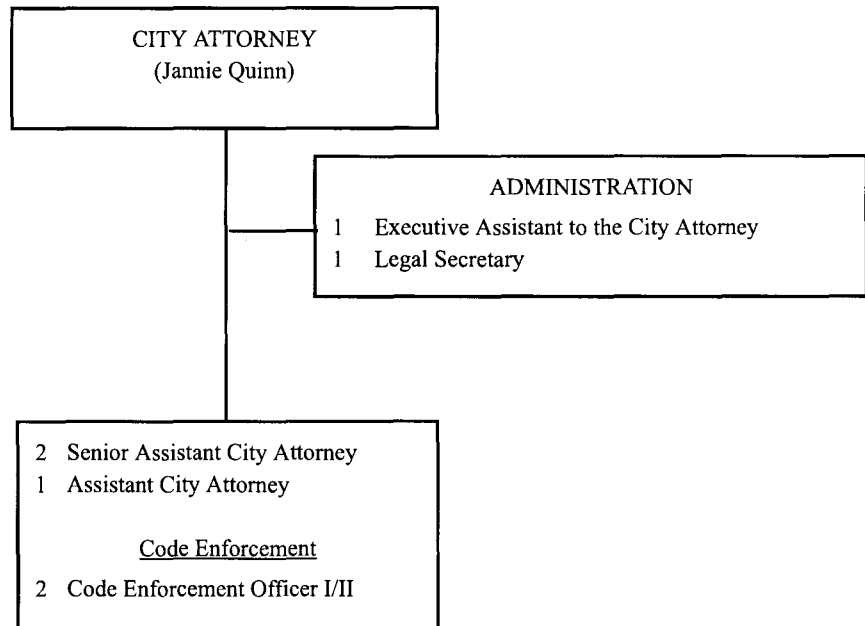 CITY ATTORNEY
(Jannie Quinn)
ADMINISTRATION
1 Executive Assistant to the City Attorney
1 Legal Secretary
2 Senior Assistant City Attorney
1 Assistant City Attorney
Code Enforcement
2 Code Enforcement Officer I/II